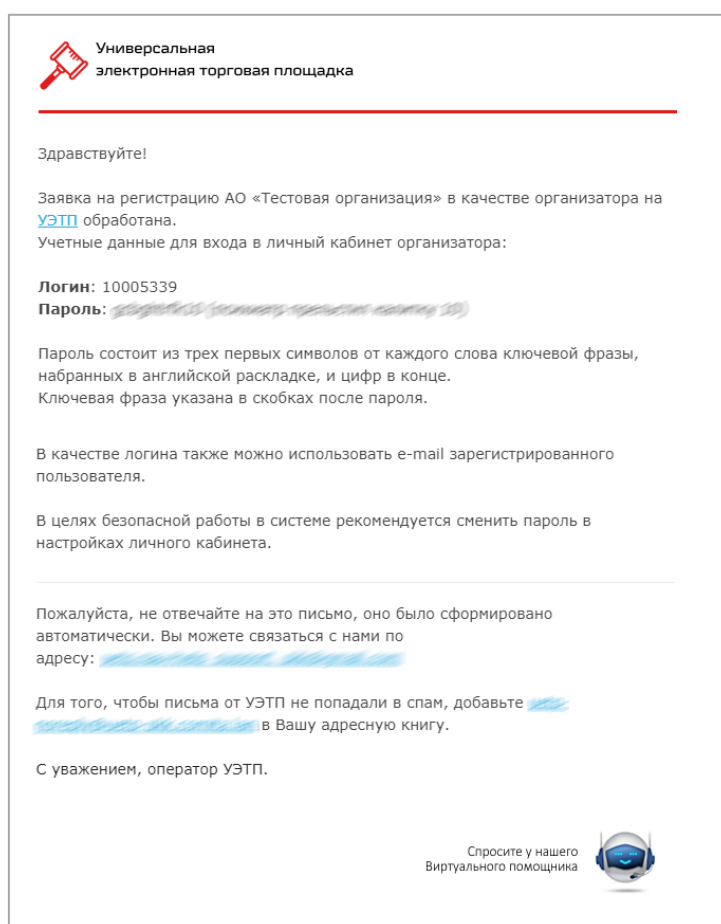 Универсальная
электронная торговая площадка
Здравствуйте!
Заявка на регистрацию АО «Тестовая организация» в качестве организатора на
УЭТП обработана.
Учетные данные для входа в личный кабинет организатора:
Логин: 10005339
Пароль:
Пароль состоит из трех первых символов от каждого слова ключевой фразы,
набранных в английской раскладке, и цифр в конце.
Ключевая фраза указана в скобках после пароля.
В качестве логина также можно использовать e-mail зарегистрированного
пользователя.
В целях безопасной работы в системе рекомендуется сменить пароль в
настройках личного кабинета.
Пожалуйста, не отвечайте на это письмо, оно было сформировано
автоматически. Вы можете связаться с нами по
адресу:
Для того, чтобы письма от УЭТП не попадали в спам, добавьте
в Вашу адресную книгу.
С уважением, оператор УЭТП.
Спросите у нашего
Виртуального помощника